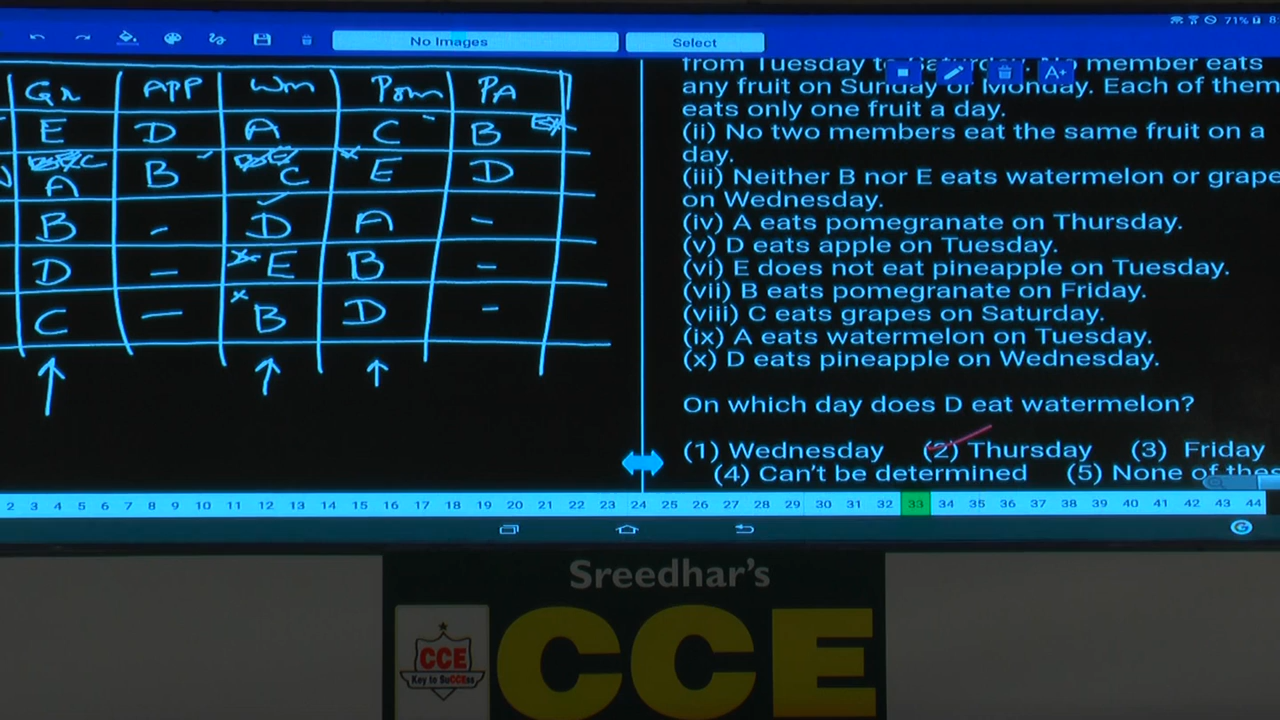 71% 8
No Images Select
Gr APP Wm Pom PA
E D A C B
C
A B C E D
B - D A -
D - E B -
C - B D -
from Tuesday to Saturday. No member eats
any fruit on Sunday or Monday. Each of them
eats only one fruit a day.
(ii) No two members eat the same fruit on a
day.
(iii) Neither B nor E eats watermelon or grape
on Wednesday.
(iv) A eats pomegranate on Thursday.
(v) D eats apple on Tuesday.
(vi) E does not eat pineapple on Tuesday.
(vii) B eats pomegranate on Friday.
(viii) C eats grapes on Saturday.
(ix) A eats watermelon on Tuesday.
(x) D eats pineapple on Wednesday.
On which day does D eat watermelon?
(1) Wednesday (2) Thursday (3) Friday
(4) Can't be determined (5) None of thes
2 3 4 5 6 7 8 9 10 11 12 13 14 15 16 17 18 19 20 21 22 23 24 25 26 27 28 29 30 31 32 33 34 35 36 37 38 39 40 41 42 43 44
Sreedhar's
CCE
CCE
Key to SuCCEss